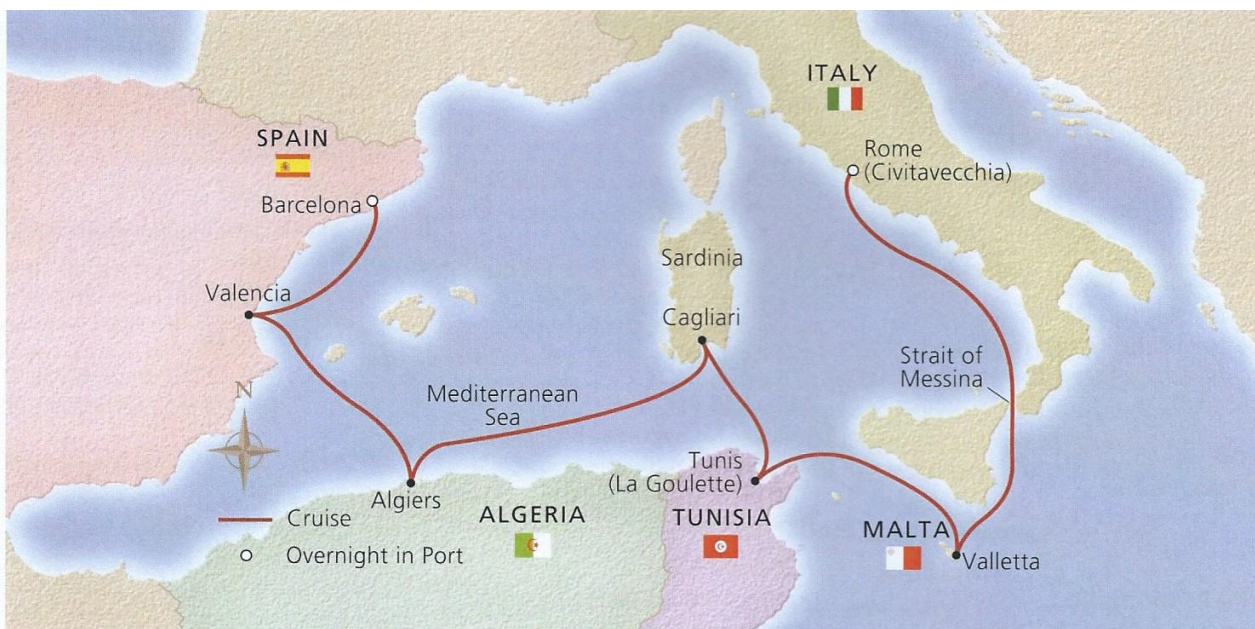 ITALY
SPAIN
Rome
(Civitavecchia)
Barcelona
Sardinia
Valencia
Cagliari
Strait of
Messina
N
Mediterranean
Sea
Tunis
(La Goulette)
Algiers
ALGERIA
TUNISIA
MALTA
Cruise
Overnight in Port
Valletta